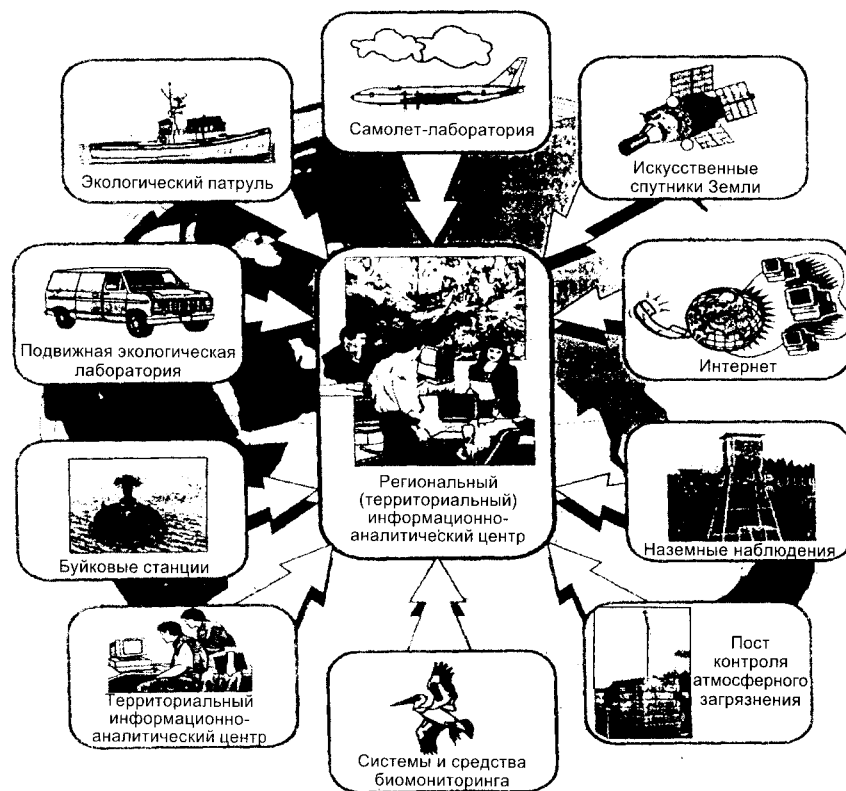 Самолет-лаборатория
Экологический патруль
Искусственные
спутники Земли
Подвижная экологическая
лаборатория
Интернет
Региональный
(территориальный)
информационно-
аналитический центр
Буйковые станции
Наземные наблюдения
Территориальный
информационно-
аналитический центр
Системы и средства
биомониторинга
Пост
контроля
атмосферного
загрязнения